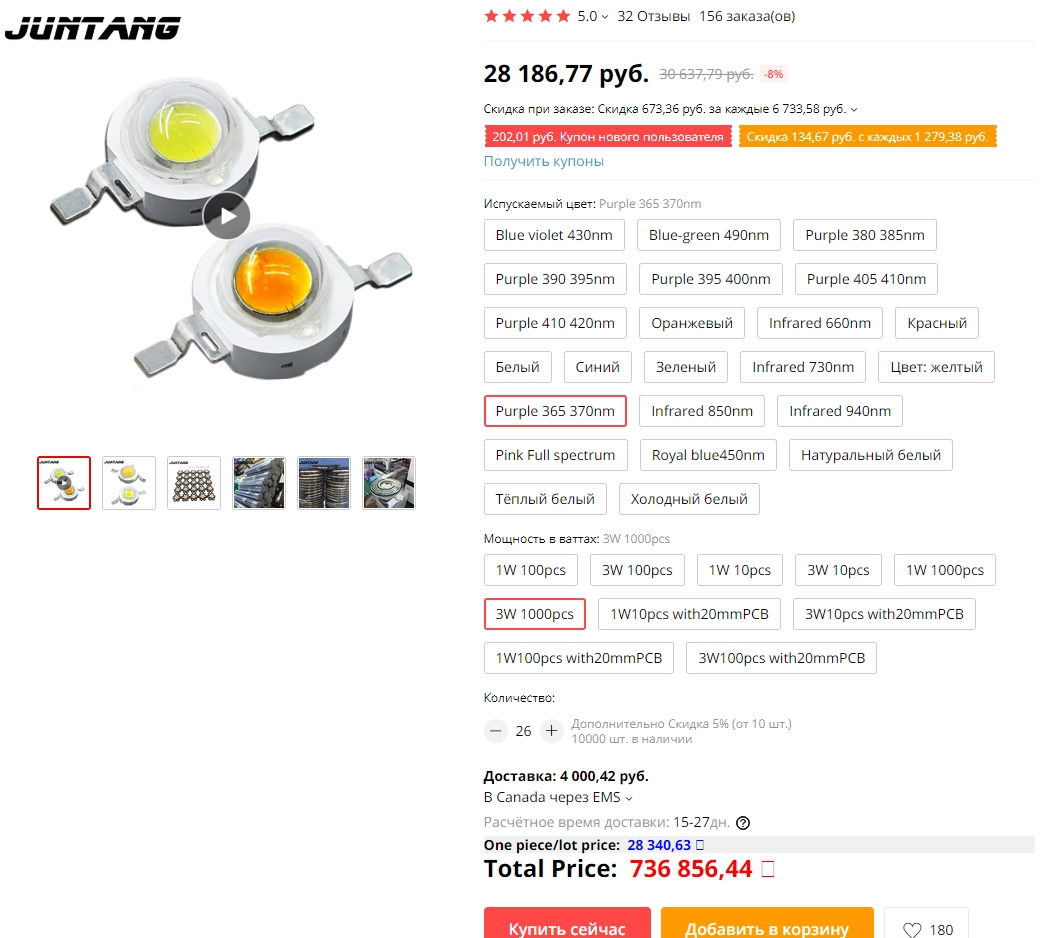 JUNTANG
5.0 32 Отзывы 156 заказа(ов)
28 186,77 руб. 30 637,79 руб. -8%
Скидка при заказе: Скидка 673,36 руб. за каждые 6 733,58 руб.
202,01 руб. Купон нового пользователя Скидка 134,67 руб. с каждых 1 279,38 руб.
Получить купоны
Испускаемый цвет: Purple 365 370nm
Blue violet 430nm Blue-green 490nm Purple 380 385nm
Purple 390 395nm Purple 395 400nm Purple 405 410nm
Purple 410 420nm Оранжевый Infrared 660nm Красный
Белый Синий Зеленый Infrared 730nm Цвет: желтый
Purple 365 370nm Infrared 850nm Infrared 940nm
Pink Full spectrum Royal blue450nm Натуральный белый
Тёплый белый Холодный белый
Мощность в ваттах: 3W 1000pcs
1W 100pcs 3W 100pcs 1W 10pcs 3W 10pcs 1W 1000pcs
3W 1000pcs 1W10pcs with20mmPCB 3W10pcs with20mmPCB
1W100pcs with20mmPCB 3W100pcs with20mmPCB
Количество:
26 Дополнительно Скидка 5% (от 10 шт.)
10000 шт. в наличии
Доставка: 4 000,42 руб.
В Canada через EMS
Расчётное время доставки: 15-27дн.
One piece/lot price: 28 340,63
Total Price: 736 856,44
Купить сейчас Добавить в корзину 180
JUNTANG
JUNTANG
JUNTANG